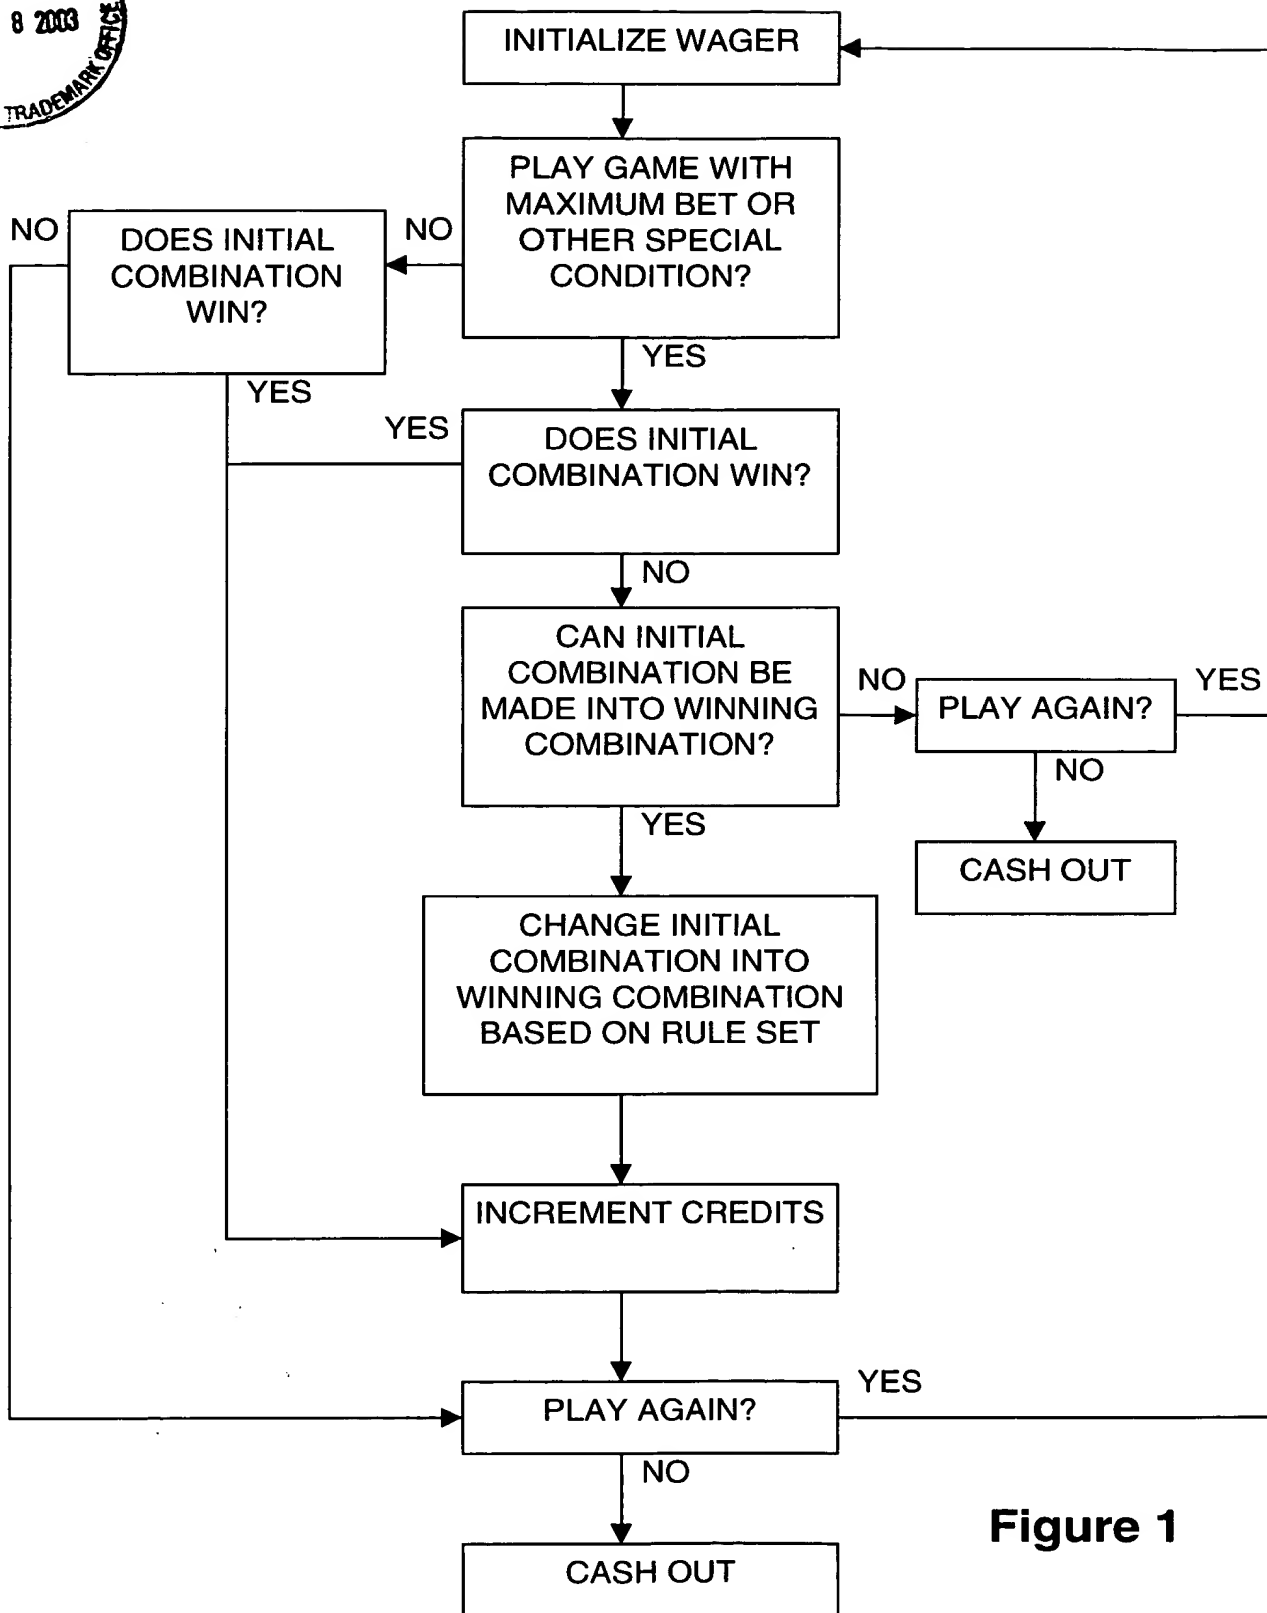 8 2003
TRADEMARK OFFICE
INITIALIZE WAGER
PLAY GAME WITH
MAXIMUM BET OR
OTHER SPECIAL
CONDITION?
NO
NO
DOES INITIAL
COMBINATION
WIN?
YES
YES
YES
DOES INITIAL
COMBINATION WIN?
NO
CAN INITIAL
COMBINATION BE
MADE INTO WINNING
COMBINATION?
NO
PLAY AGAIN?
YES
NO
CASH OUT
YES
CHANGE INITIAL
COMBINATION INTO
WINNING COMBINATION
BASED ON RULE SET
INCREMENT CREDITS
PLAY AGAIN?
YES
NO
CASH OUT
Figure 1